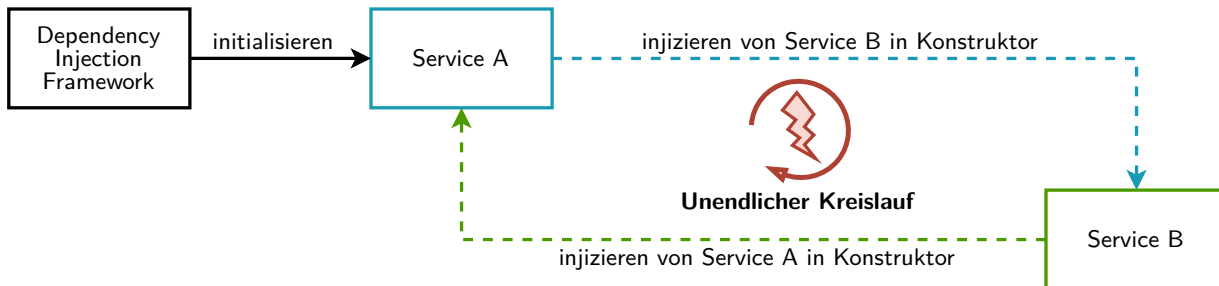 Dependency
Injection
Framework
initialisieren
Service A
injizieren von Service B in Konstruktor
Unendlicher Kreislauf
Service B
injizieren von Service A in Konstruktor